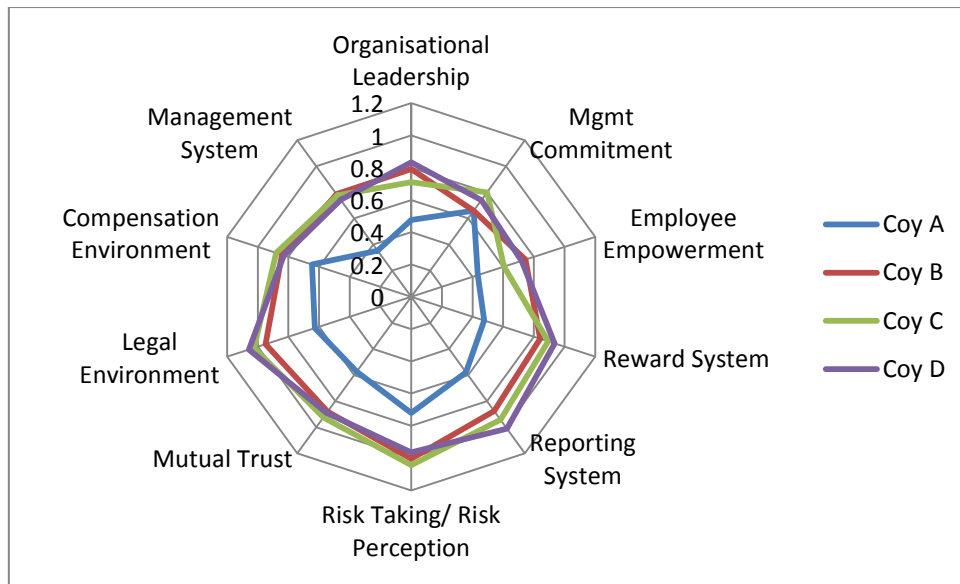 Organisational
Leadership
Mgmt
Commitment
Employee
Empowerment
Reward System
Reporting
System
Risk Taking/ Risk
Perception
Mutual Trust
Legal
Environment
Compensation
Environment
Management
System
1.2
1
0.8
0.6
0.4
0.2
0
Coy A
Coy B
Coy C
Coy D